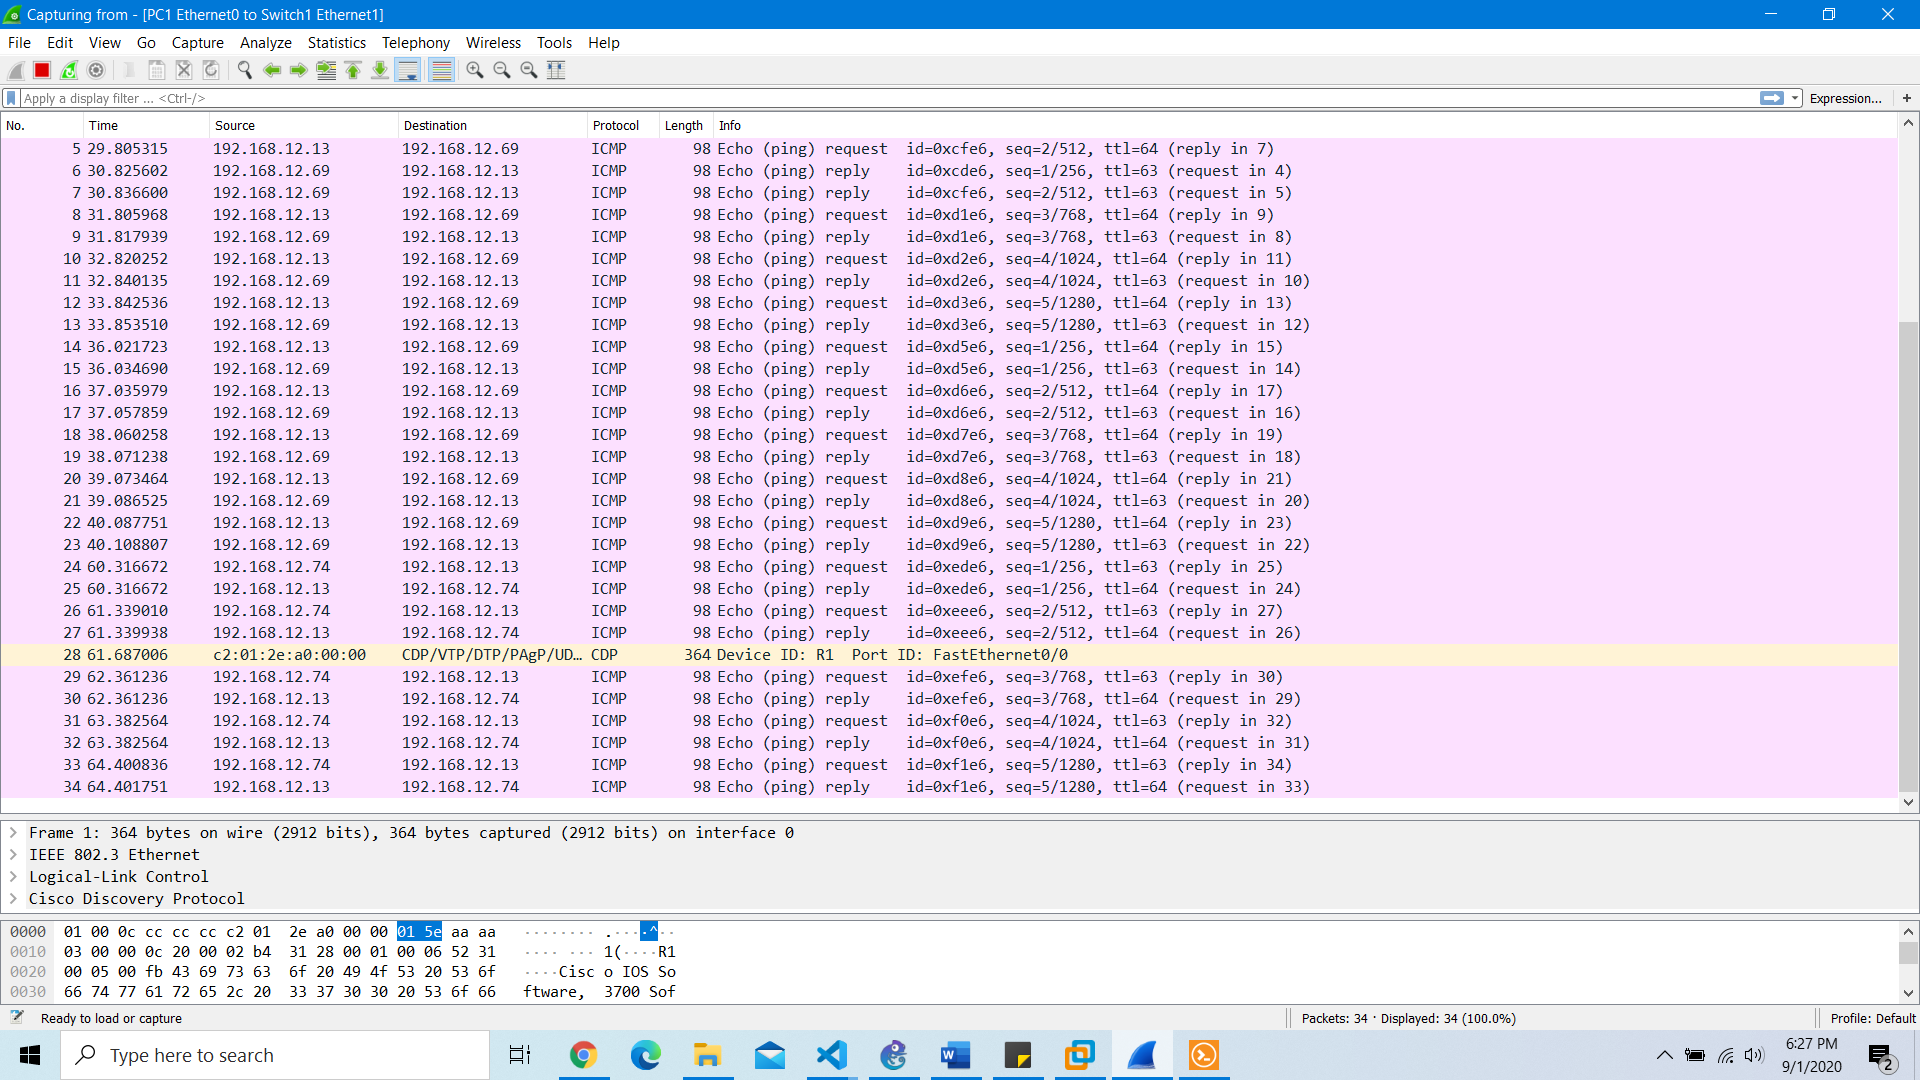 Capturing from - [PC1 Ethernet0 to Switch1 Ethernet1]
File Edit View Go Capture Analyze Statistics Telephony Wireless Tools Help
Apply a display filter ... <Ctrl-/> Expression... +
No. Time Source Destination Protocol Length Info
5 29.805315 192.168.12.13 192.168.12.69 ICMP 98 Echo (ping) request id=0xcfe6, seq=2/512, ttl=64 (reply in 7)
6 30.825602 192.168.12.69 192.168.12.13 ICMP 98 Echo (ping) reply id=0xcde6, seq=1/256, ttl=63 (request in 4)
7 30.836600 192.168.12.69 192.168.12.13 ICMP 98 Echo (ping) reply id=0xcfe6, seq=2/512, ttl=63 (request in 5)
8 31.805968 192.168.12.13 192.168.12.69 ICMP 98 Echo (ping) request id=0xd1e6, seq=3/768, ttl=64 (reply in 9)
9 31.817939 192.168.12.69 192.168.12.13 ICMP 98 Echo (ping) reply id=0xd1e6, seq=3/768, ttl=63 (request in 8)
10 32.820252 192.168.12.13 192.168.12.69 ICMP 98 Echo (ping) request id=0xd2e6, seq=4/1024, ttl=64 (reply in 11)
11 32.840135 192.168.12.69 192.168.12.13 ICMP 98 Echo (ping) reply id=0xd2e6, seq=4/1024, ttl=63 (request in 10)
12 33.842536 192.168.12.13 192.168.12.69 ICMP 98 Echo (ping) request id=0xd3e6, seq=5/1280, ttl=64 (reply in 13)
13 33.853510 192.168.12.69 192.168.12.13 ICMP 98 Echo (ping) reply id=0xd3e6, seq=5/1280, ttl=63 (request in 12)
14 36.021723 192.168.12.13 192.168.12.69 ICMP 98 Echo (ping) request id=0xd5e6, seq=1/256, ttl=64 (reply in 15)
15 36.034690 192.168.12.69 192.168.12.13 ICMP 98 Echo (ping) reply id=0xd5e6, seq=1/256, ttl=63 (request in 14)
16 37.035979 192.168.12.13 192.168.12.69 ICMP 98 Echo (ping) request id=0xd6e6, seq=2/512, ttl=64 (reply in 17)
17 37.057859 192.168.12.69 192.168.12.13 ICMP 98 Echo (ping) reply id=0xd6e6, seq=2/512, ttl=63 (request in 16)
18 38.060258 192.168.12.13 192.168.12.69 ICMP 98 Echo (ping) request id=0xd7e6, seq=3/768, ttl=64 (reply in 19)
19 38.071238 192.168.12.69 192.168.12.13 ICMP 98 Echo (ping) reply id=0xd7e6, seq=3/768, ttl=63 (request in 18)
20 39.073464 192.168.12.13 192.168.12.69 ICMP 98 Echo (ping) request id=0xd8e6, seq=4/1024, ttl=64 (reply in 21)
21 39.086525 192.168.12.69 192.168.12.13 ICMP 98 Echo (ping) reply id=0xd8e6, seq=4/1024, ttl=63 (request in 20)
22 40.087751 192.168.12.13 192.168.12.69 ICMP 98 Echo (ping) request id=0xd9e6, seq=5/1280, ttl=64 (reply in 23)
23 40.108807 192.168.12.69 192.168.12.13 ICMP 98 Echo (ping) reply id=0xd9e6, seq=5/1280, ttl=63 (request in 22)
24 60.316672 192.168.12.74 192.168.12.13 ICMP 98 Echo (ping) request id=0xede6, seq=1/256, ttl=63 (reply in 25)
25 60.316672 192.168.12.13 192.168.12.74 ICMP 98 Echo (ping) reply id=0xede6, seq=1/256, ttl=64 (request in 24)
26 61.339010 192.168.12.74 192.168.12.13 ICMP 98 Echo (ping) request id=0xeee6, seq=2/512, ttl=63 (reply in 27)
27 61.339938 192.168.12.13 192.168.12.74 ICMP 98 Echo (ping) reply id=0xeee6, seq=2/512, ttl=64 (request in 26)
28 61.687006 c2:01:2e:a0:00:00 CDP/VTP/DTP/PAgP/UD... CDP 364 Device ID: R1 Port ID: FastEthernet0/0
29 62.361236 192.168.12.74 192.168.12.13 ICMP 98 Echo (ping) request id=0xefe6, seq=3/768, ttl=63 (reply in 30)
30 62.361236 192.168.12.13 192.168.12.74 ICMP 98 Echo (ping) reply id=0xefe6, seq=3/768, ttl=64 (request in 29)
31 63.382564 192.168.12.74 192.168.12.13 ICMP 98 Echo (ping) request id=0xf0e6, seq=4/1024, ttl=63 (reply in 32)
32 63.382564 192.168.12.13 192.168.12.74 ICMP 98 Echo (ping) reply id=0xf0e6, seq=4/1024, ttl=64 (request in 31)
33 64.400836 192.168.12.74 192.168.12.13 ICMP 98 Echo (ping) request id=0xf1e6, seq=5/1280, ttl=63 (reply in 34)
34 64.401751 192.168.12.13 192.168.12.74 ICMP 98 Echo (ping) reply id=0xf1e6, seq=5/1280, ttl=64 (request in 33)
Frame 1: 364 bytes on wire (2912 bits), 364 bytes captured (2912 bits) on interface 0
IEEE 802.3 Ethernet
Logical-Link Control
Cisco Discovery Protocol
0000 01 00 0c cc cc cc c2 01 2e a0 00 00 01 5e aa aa ········ .····^··
0010 03 00 00 0c 20 00 02 b4 31 28 00 01 00 06 52 31 ···· ··· 1(····R1
0020 00 05 00 fb 43 69 73 63 6f 20 49 4f 53 20 53 6f ····Cisc o IOS So
0030 66 74 77 61 72 65 2c 20 33 37 30 30 20 53 6f 66 ftware, 3700 Sof
Ready to load or capture Packets: 34 · Displayed: 34 (100.0%) Profile: Default
Type here to search
6:27 PM
9/1/2020
2